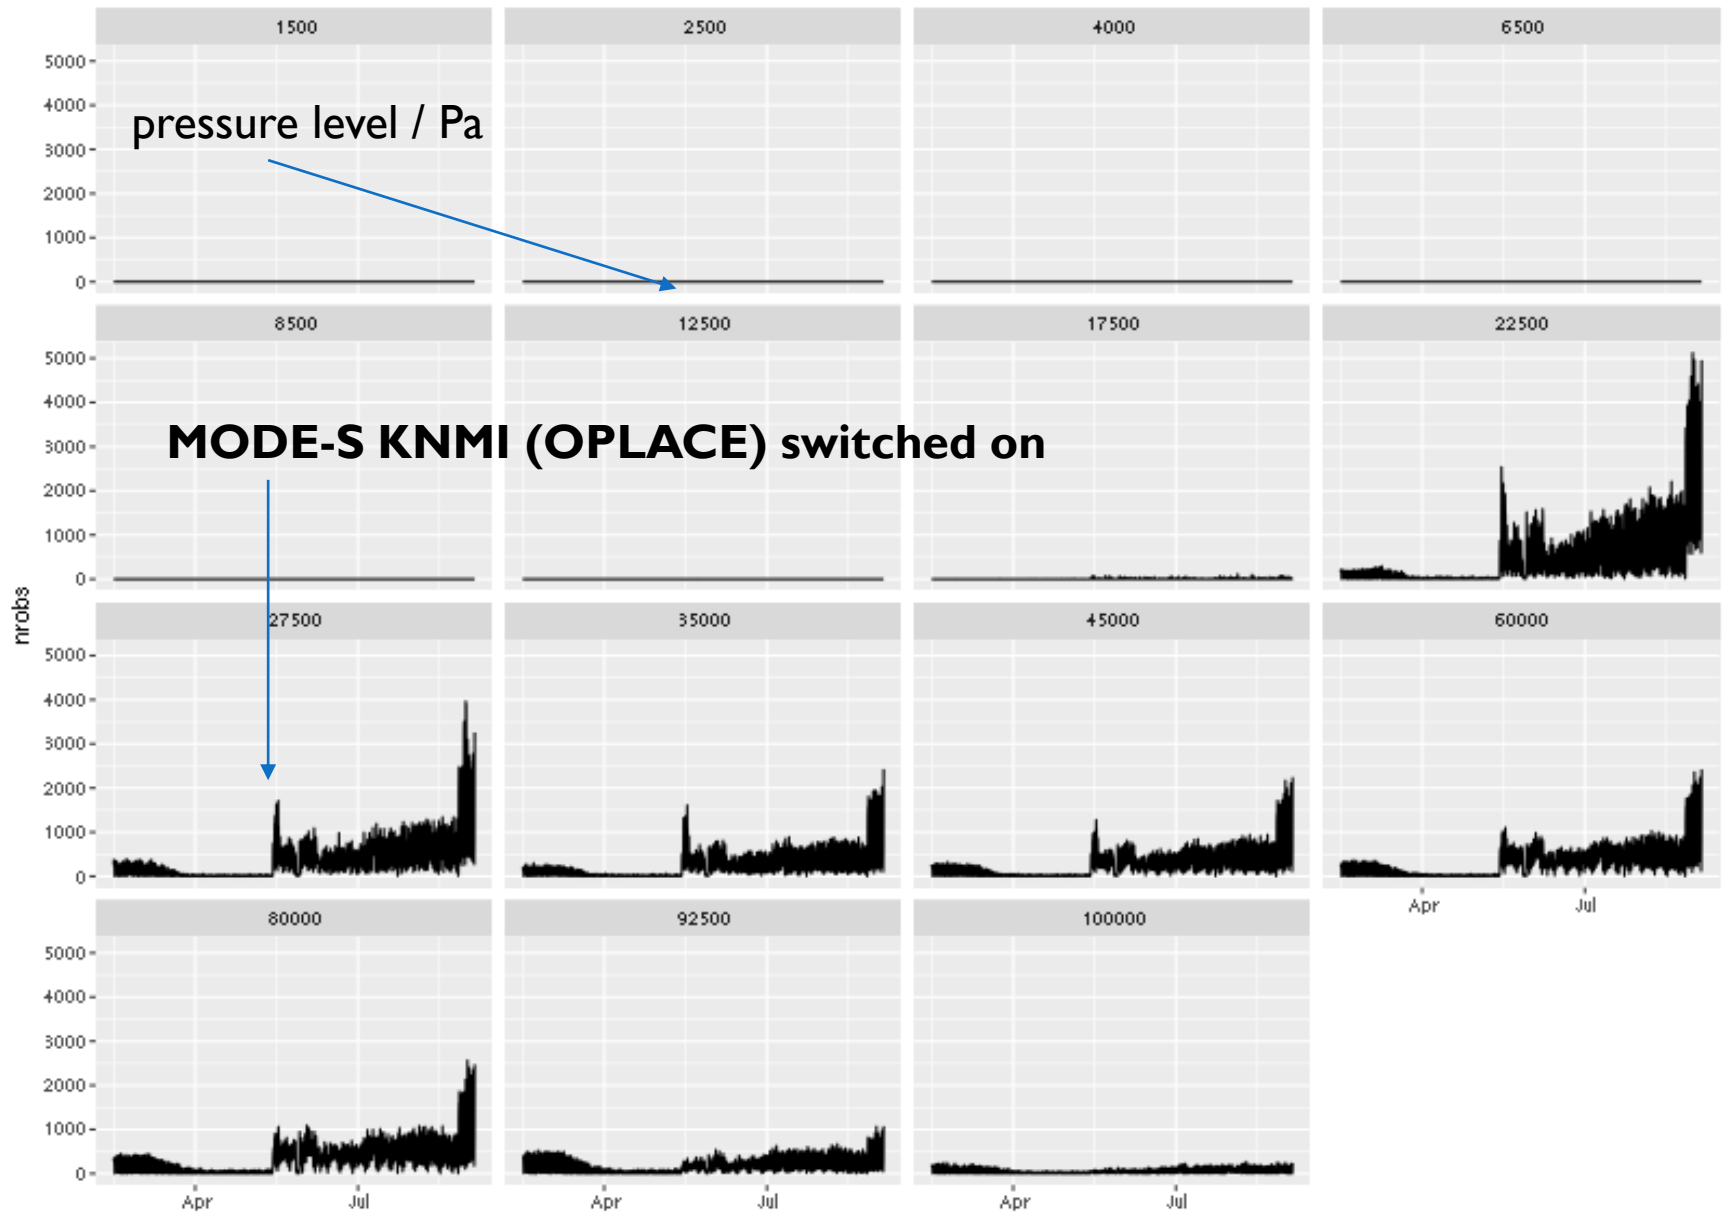 1500 2500 4000 6500
5000
4000
pressure level / Pa
3000
2000
1000
0
8500 12500 17500 22500
5000
4000
MODE-S KNMI (OPLACE) switched on
3000
2000
1000
0
nrobs
27500 35000 45000 60000
5000
4000
3000
2000
1000
0
Apr Jul
80000 92500 100000
5000
4000
3000
2000
1000
0
Apr Jul Apr Jul Apr Jul